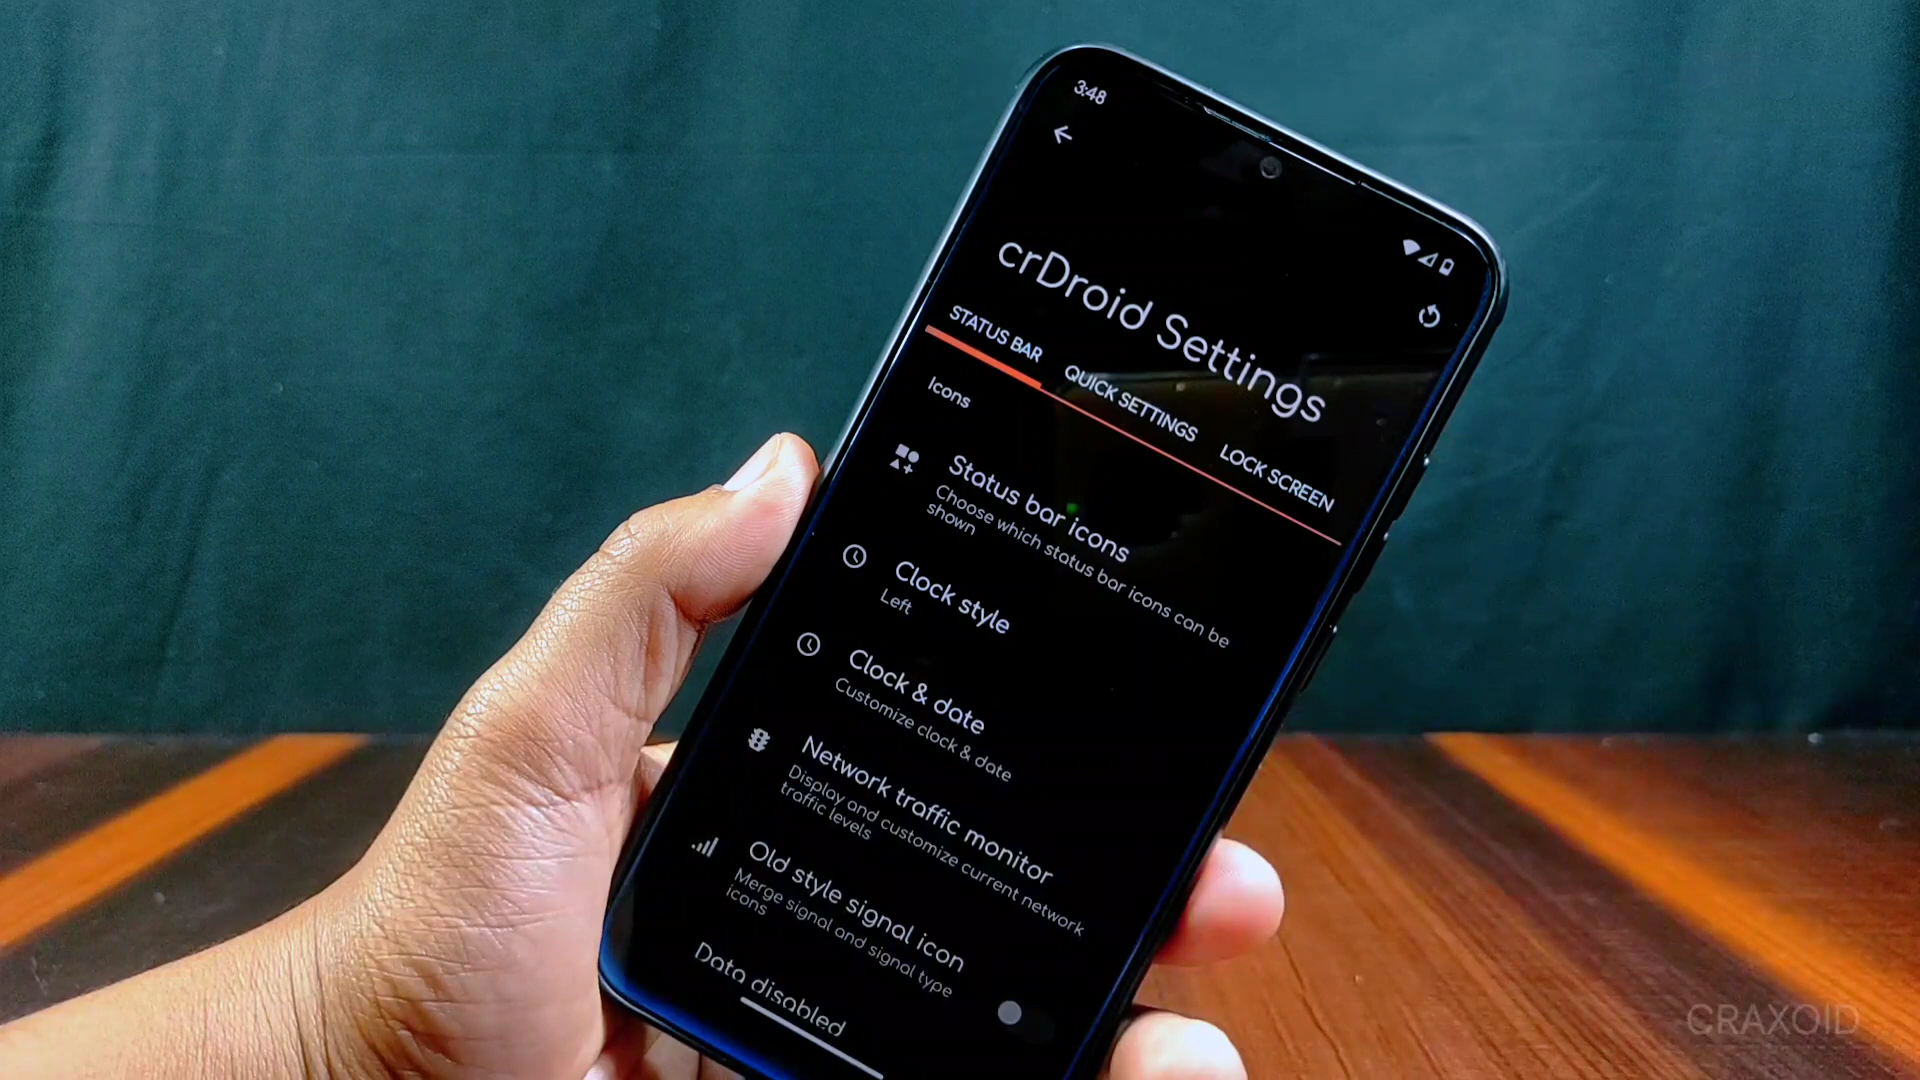 3:48
crDroid Settings
STATUS BAR
QUICK SETTINGS
LOCK SCREEN
Icons
Status bar icons
Choose which status bar icons can be
shown
Clock style
Left
Clock & date
Customize clock & date
Network traffic monitor
Display and customize current network
traffic levels
Old style signal icon
Merge signal and signal type
icons
Data disabled
CRAXOID